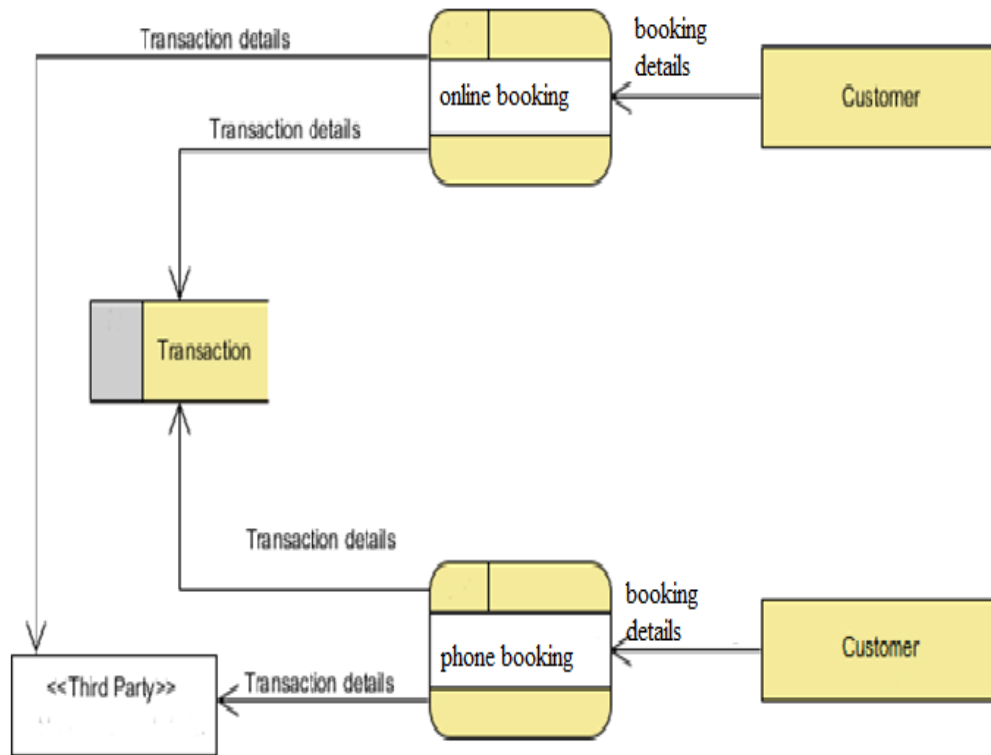 Transaction details
booking
details
online booking
Customer
Transaction details
Transaction
Transaction details
booking
details
phone booking
Customer
<<Third Party>>
Transaction details